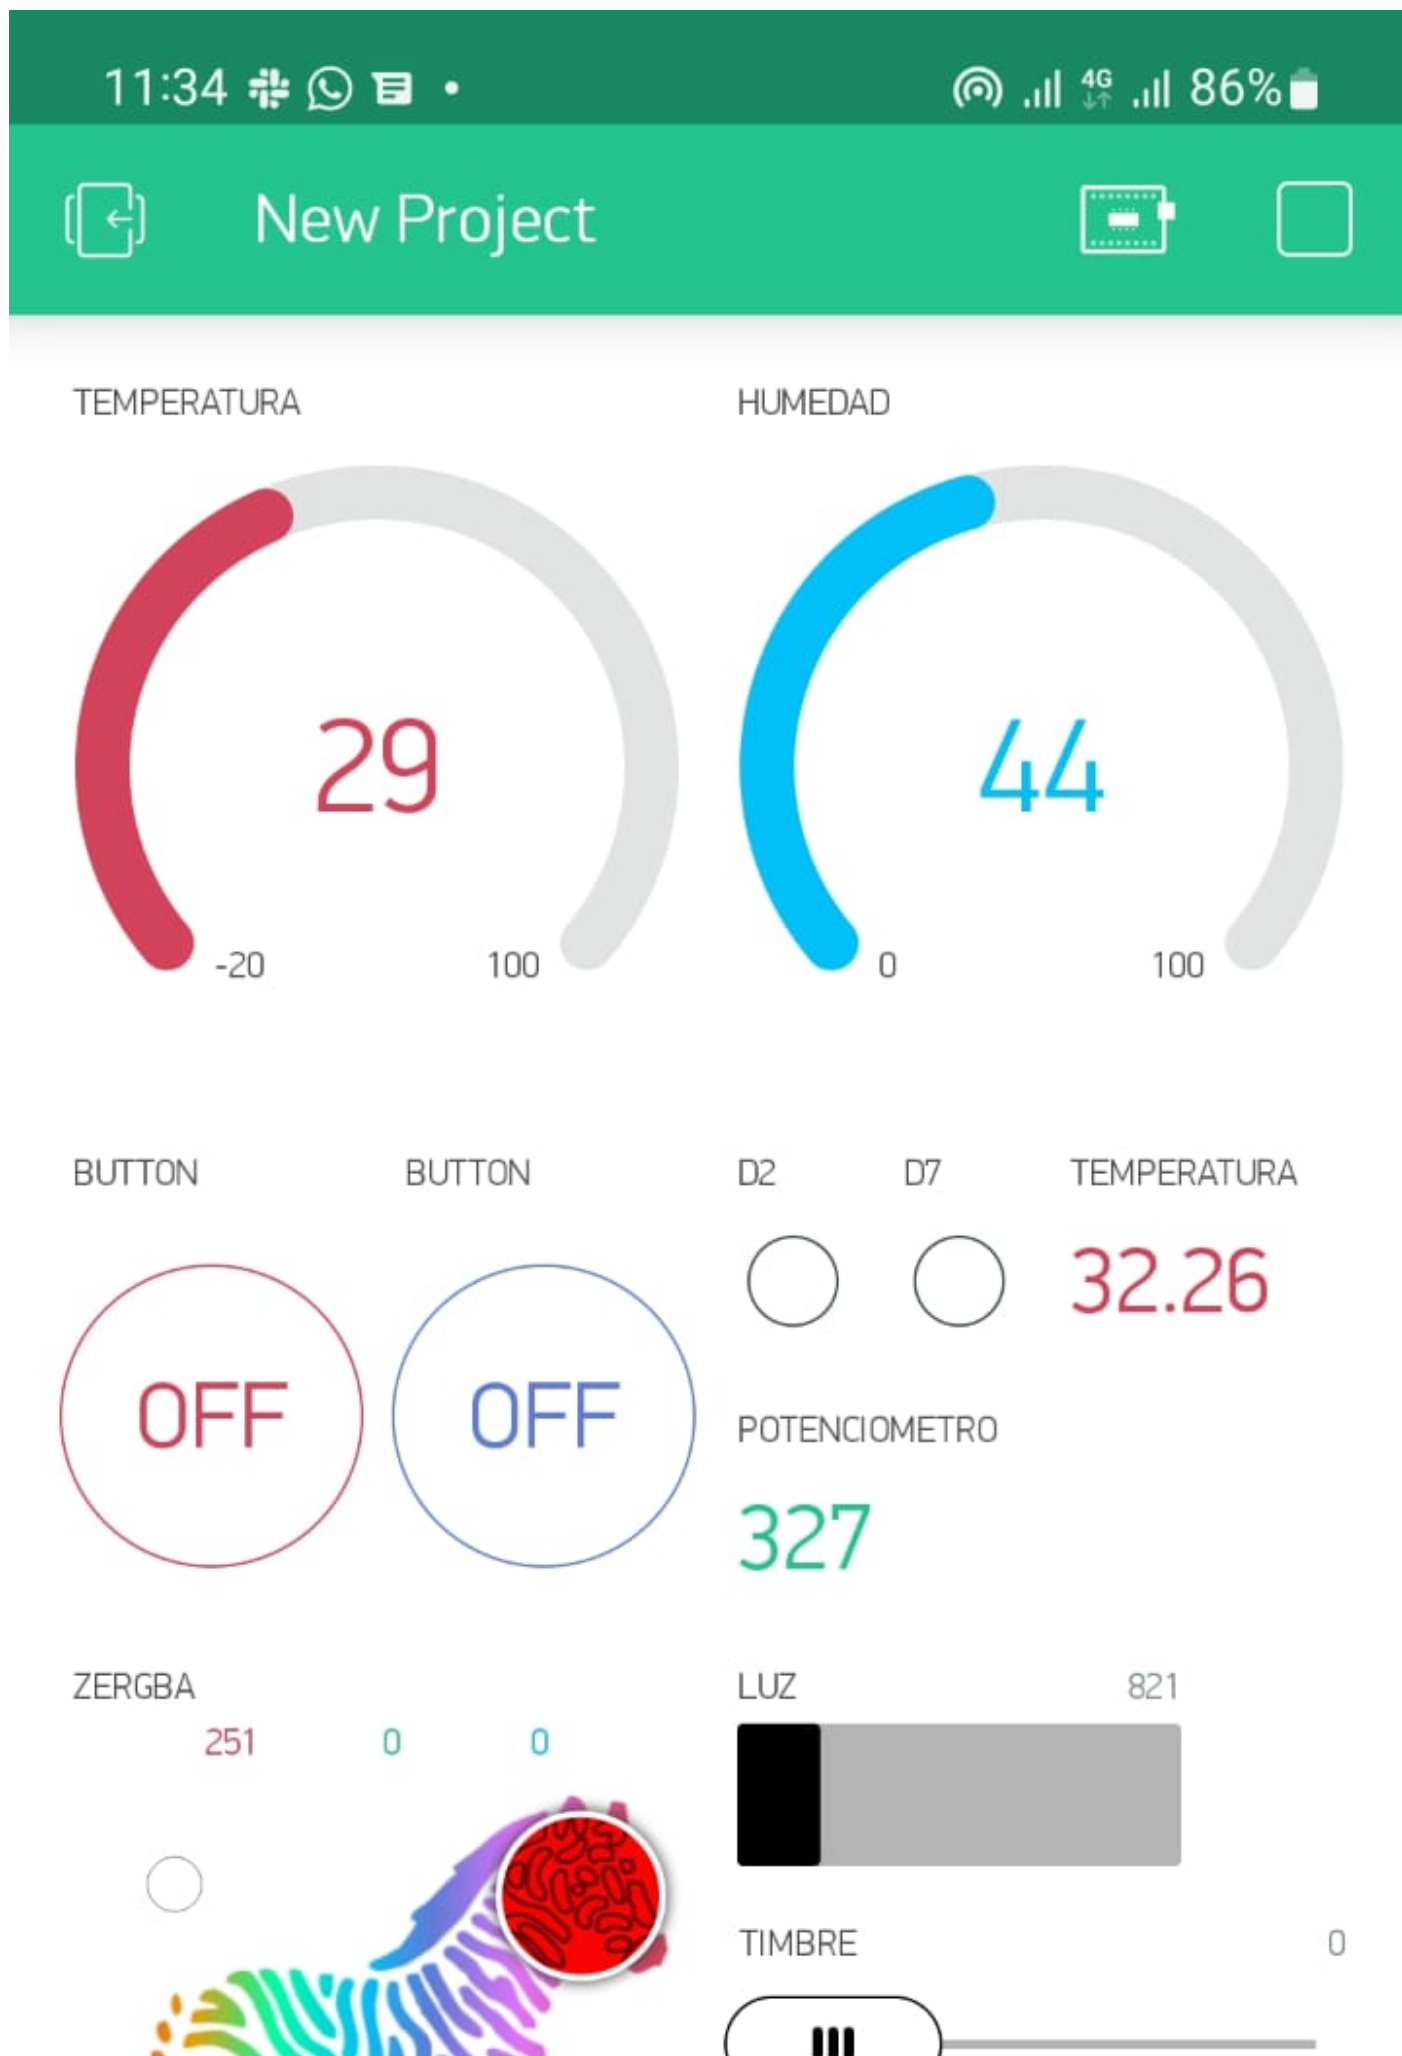 11:34 4G 86%
New Project
TEMPERATURA HUMEDAD
29 44
-20 100 0 100
BUTTON BUTTON D2 D7 TEMPERATURA
32.26
OFF OFF
POTENCIOMETRO
327
ZERGBA LUZ 821
251 0 0
TIMBRE 0